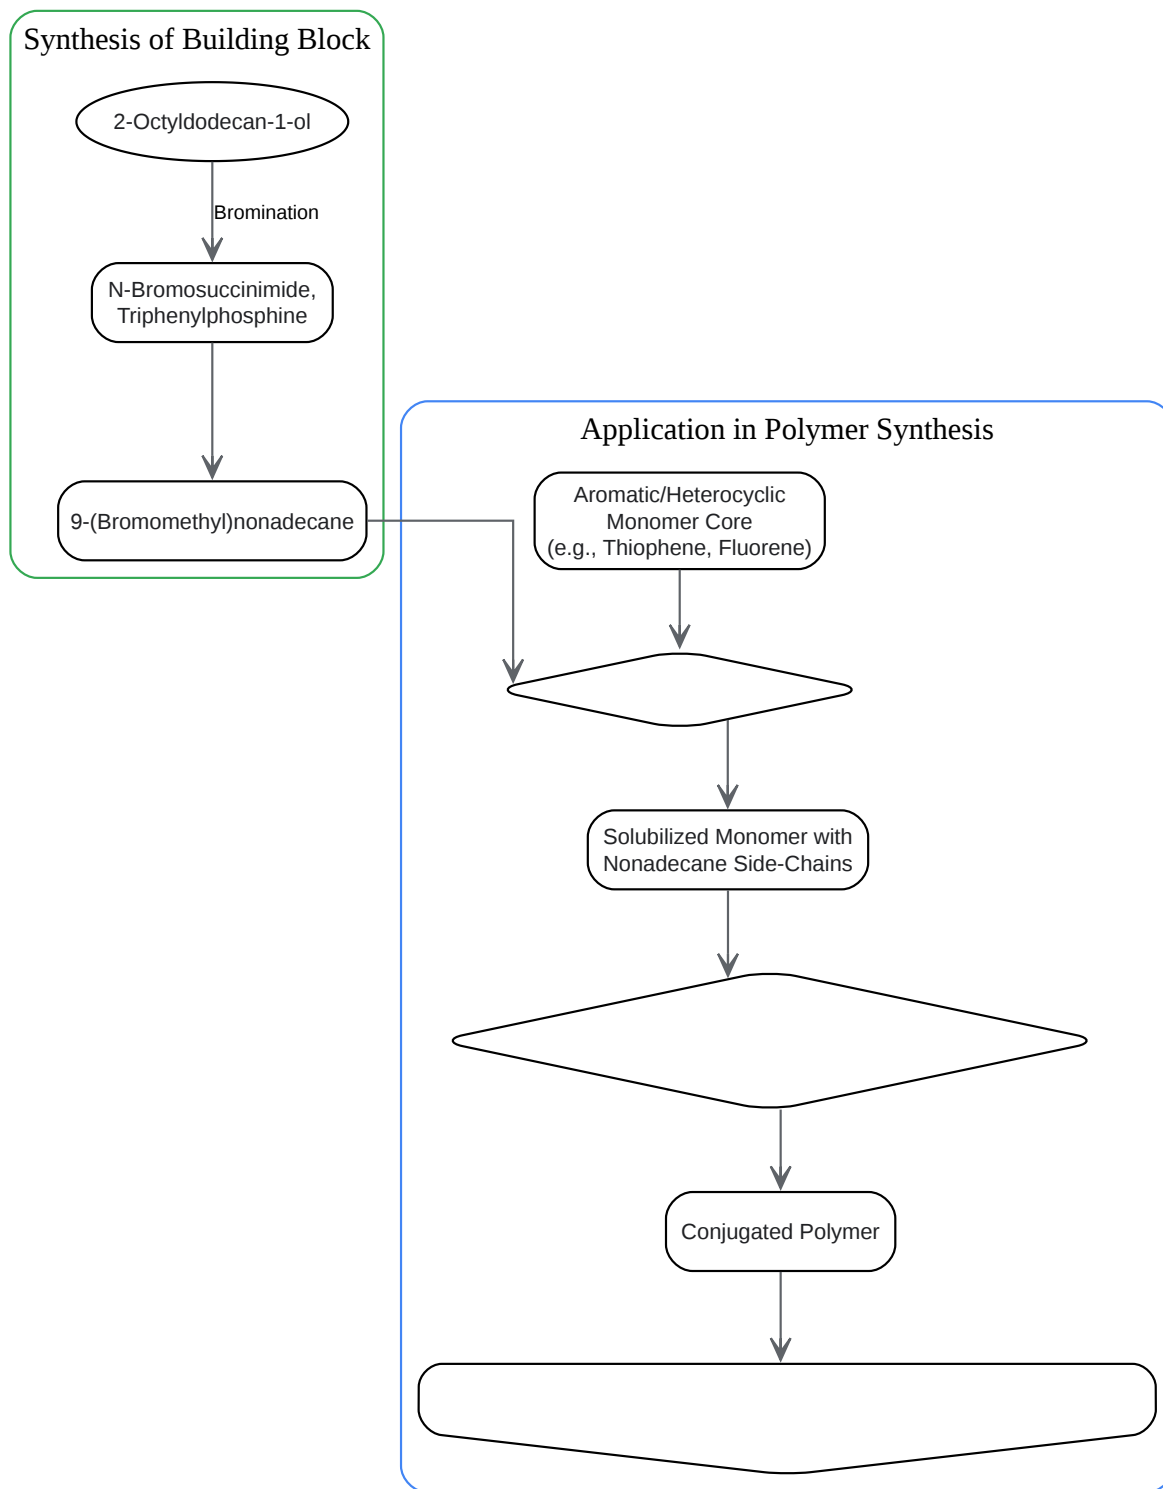 Synthesis of Building Block
2-Octyldodecan-1-ol
Bromination
N-Bromosuccinimide,
Triphenylphosphine
9-(Bromomethyl)nonadecane
Application in Polymer Synthesis
Aromatic/Heterocyclic
Monomer Core
(e.g., Thiophene, Fluorene)
Solubilized Monomer with
Nonadecane Side-Chains
Conjugated Polymer